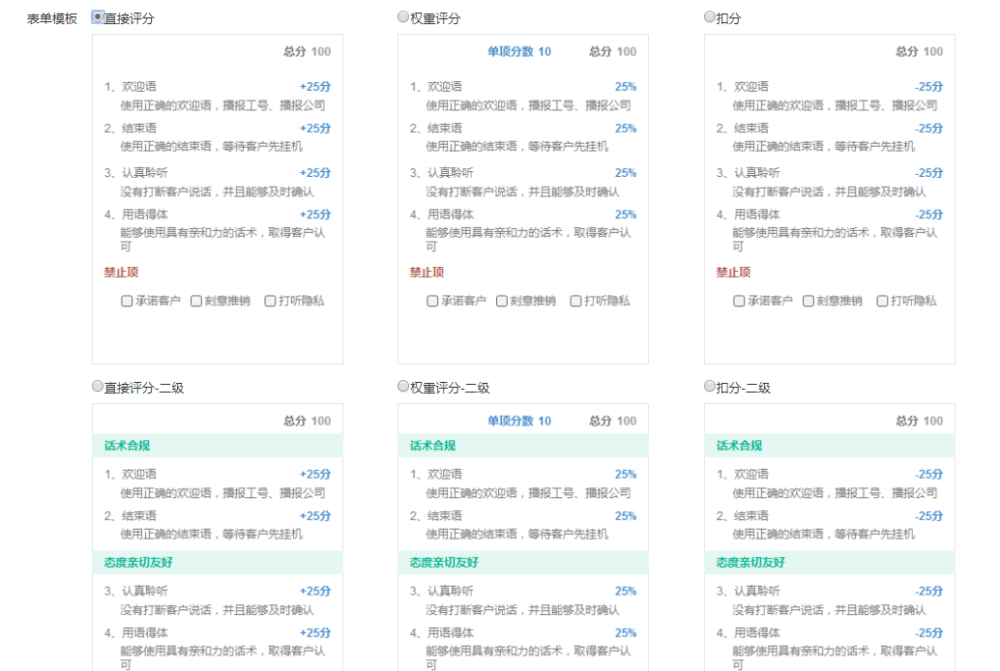 表单模板
直接评分
总分 100
1、欢迎语 +25分
使用正确的欢迎语，播报工号、播报公司
2、结束语 +25分
使用正确的结束语，等待客户先挂机
3、认真聆听 +25分
没有打断客户说话，并且能够及时确认
4、用语得体 +25分
能够使用具有亲和力的话术，取得客户认
可
禁止项
承诺客户 刻意推销 打听隐私
权重评分
单项分数 10 总分 100
1、欢迎语 25%
使用正确的欢迎语，播报工号、播报公司
2、结束语 25%
使用正确的结束语，等待客户先挂机
3、认真聆听 25%
没有打断客户说话，并且能够及时确认
4、用语得体 25%
能够使用具有亲和力的话术，取得客户认
可
禁止项
承诺客户 刻意推销 打听隐私
扣分
总分 100
1、欢迎语 -25分
使用正确的欢迎语，播报工号、播报公司
2、结束语 -25分
使用正确的结束语，等待客户先挂机
3、认真聆听 -25分
没有打断客户说话，并且能够及时确认
4、用语得体 -25分
能够使用具有亲和力的话术，取得客户认
可
禁止项
承诺客户 刻意推销 打听隐私
直接评分-二级
总分 100
话术合规
1、欢迎语 +25分
使用正确的欢迎语，播报工号、播报公司
2、结束语 +25分
使用正确的结束语，等待客户先挂机
态度亲切友好
3、认真聆听 +25分
没有打断客户说话，并且能够及时确认
4、用语得体 +25分
能够使用具有亲和力的话术，取得客户认
可
权重评分-二级
单项分数 10 总分 100
话术合规
1、欢迎语 25%
使用正确的欢迎语，播报工号、播报公司
2、结束语 25%
使用正确的结束语，等待客户先挂机
态度亲切友好
3、认真聆听 25%
没有打断客户说话，并且能够及时确认
4、用语得体 25%
能够使用具有亲和力的话术，取得客户认
可
扣分-二级
总分 100
话术合规
1、欢迎语 -25分
使用正确的欢迎语，播报工号、播报公司
2、结束语 -25分
使用正确的结束语，等待客户先挂机
态度亲切友好
3、认真聆听 -25分
没有打断客户说话，并且能够及时确认
4、用语得体 -25分
能够使用具有亲和力的话术，取得客户认
可